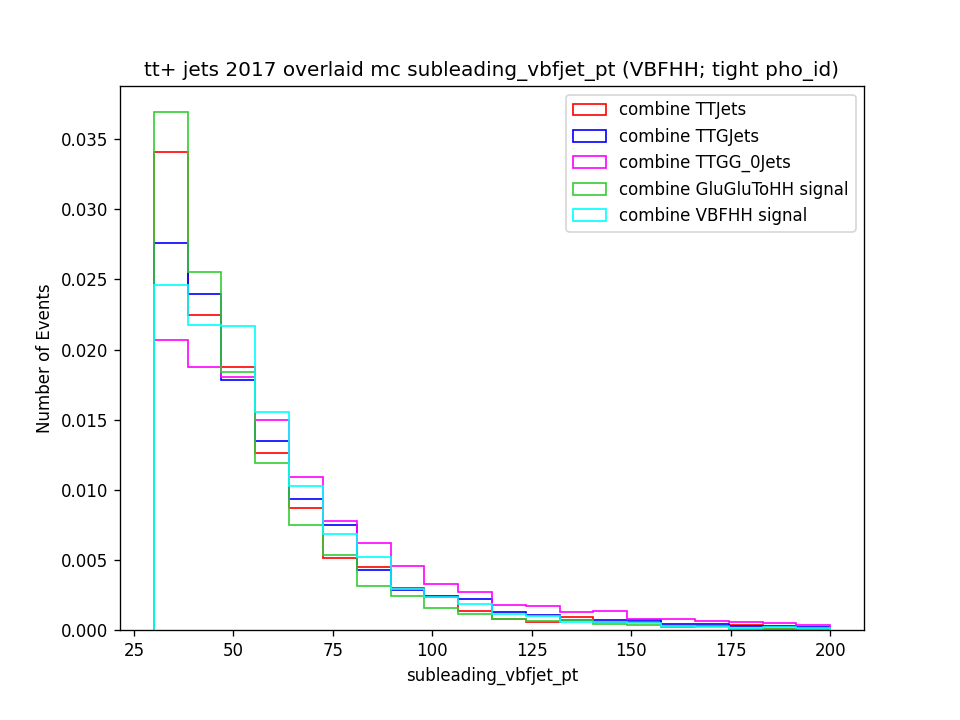 tt+ jets 2017 overlaid mc subleading_vbfjet_pt (VBFHH; tight pho_id)
combine TTJets
combine TTGJets
combine TTGG_0Jets
combine GluGluToHH signal
combine VBFHH signal
0.035
0.030
0.025
0.020
0.015
0.010
0.005
0.000
Number of Events
25 50 75 100 125 150 175 200
subleading_vbfjet_pt